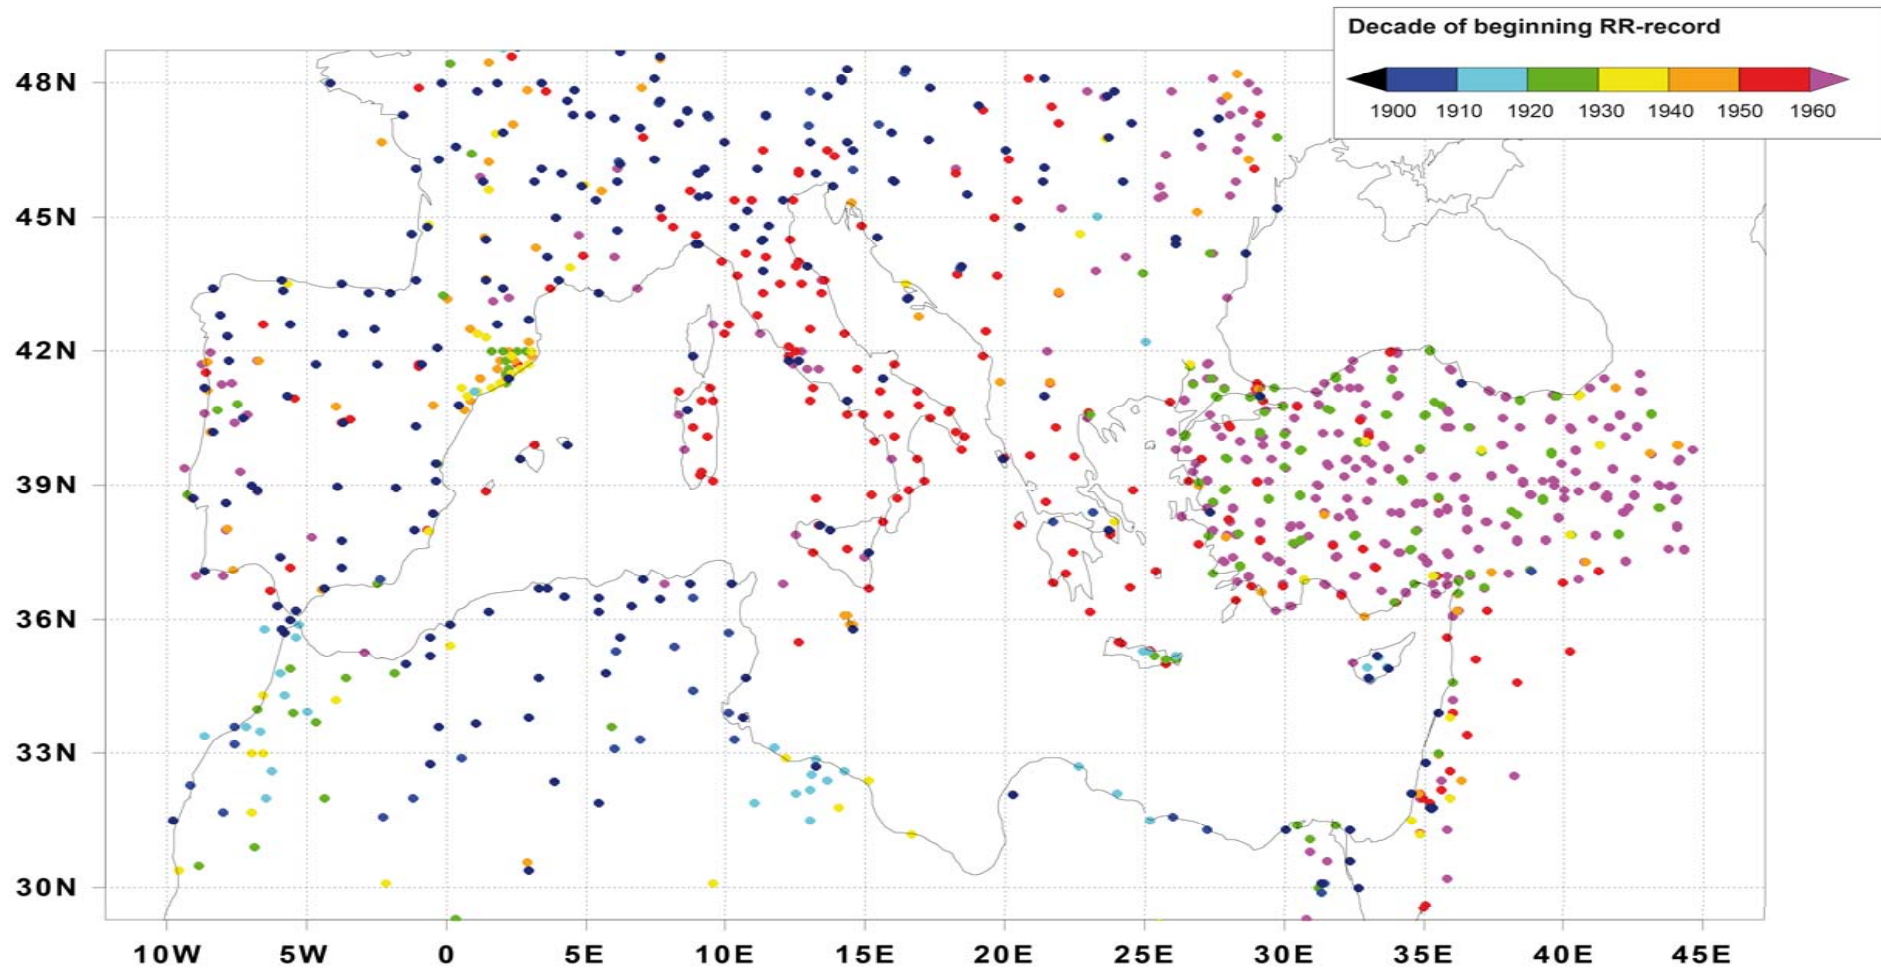 Decade of beginning RR-record
1900 1910 1920 1930 1940 1950 1960
48N
45N
42N
39N
36N
33N
30N
10W 5W 0 5E 10E 15E 20E 25E 30E 35E 40E 45E